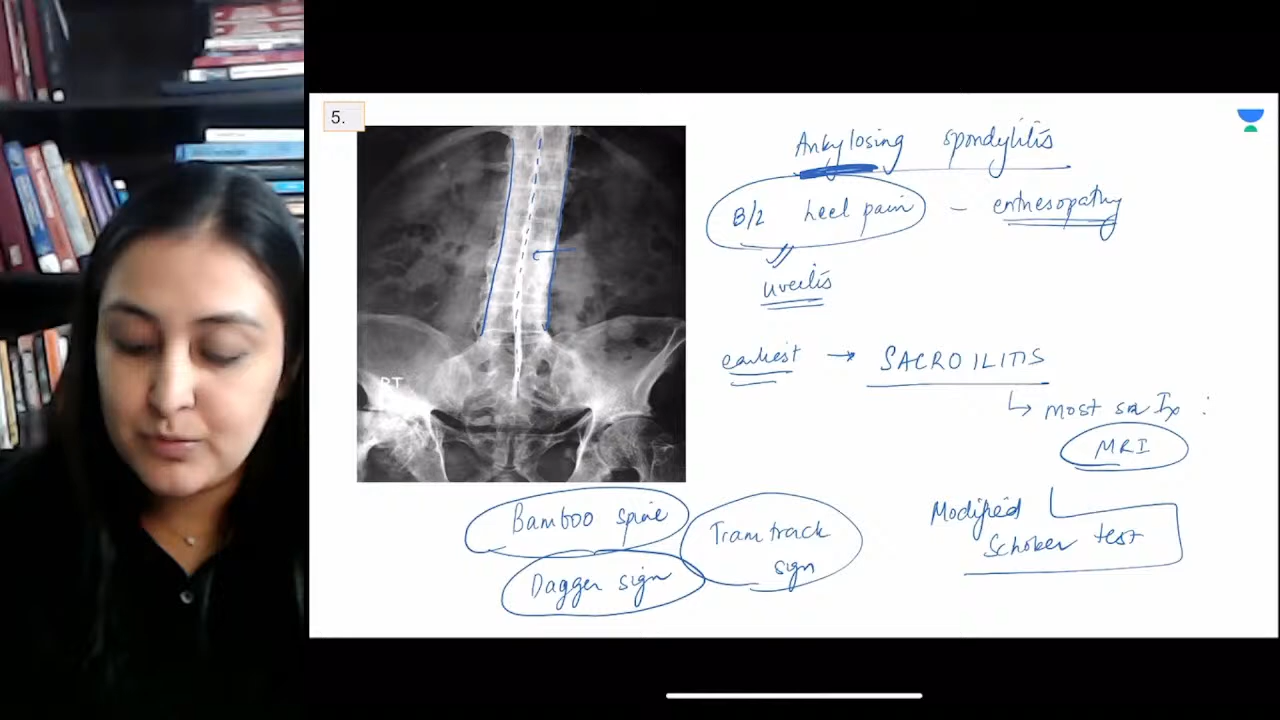 5.
Ankylosing spondylitis
B/L heel pain – enthesopathy
uveitis
earliest → SACROILITIS
↳ most sn Ix :
MRI
RT
Bamboo spine
Tram track
sign
Dagger sign
Modified
Schober test